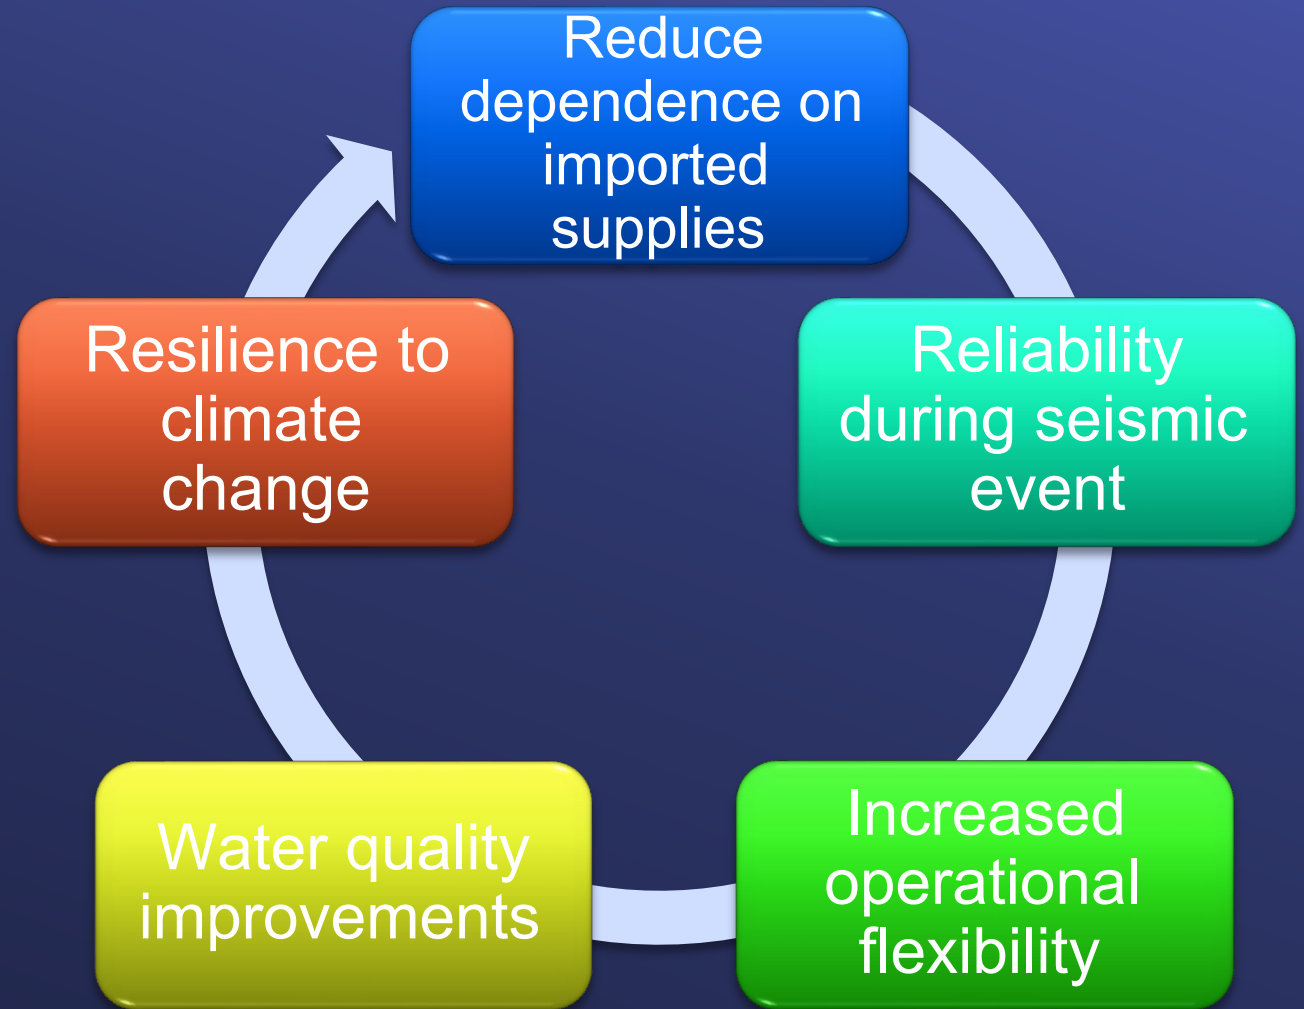 Reduce
dependence on
imported
supplies
Reliability
during seismic
event
Increased
operational
flexibility
Water quality
improvements
Resilience to
climate
change